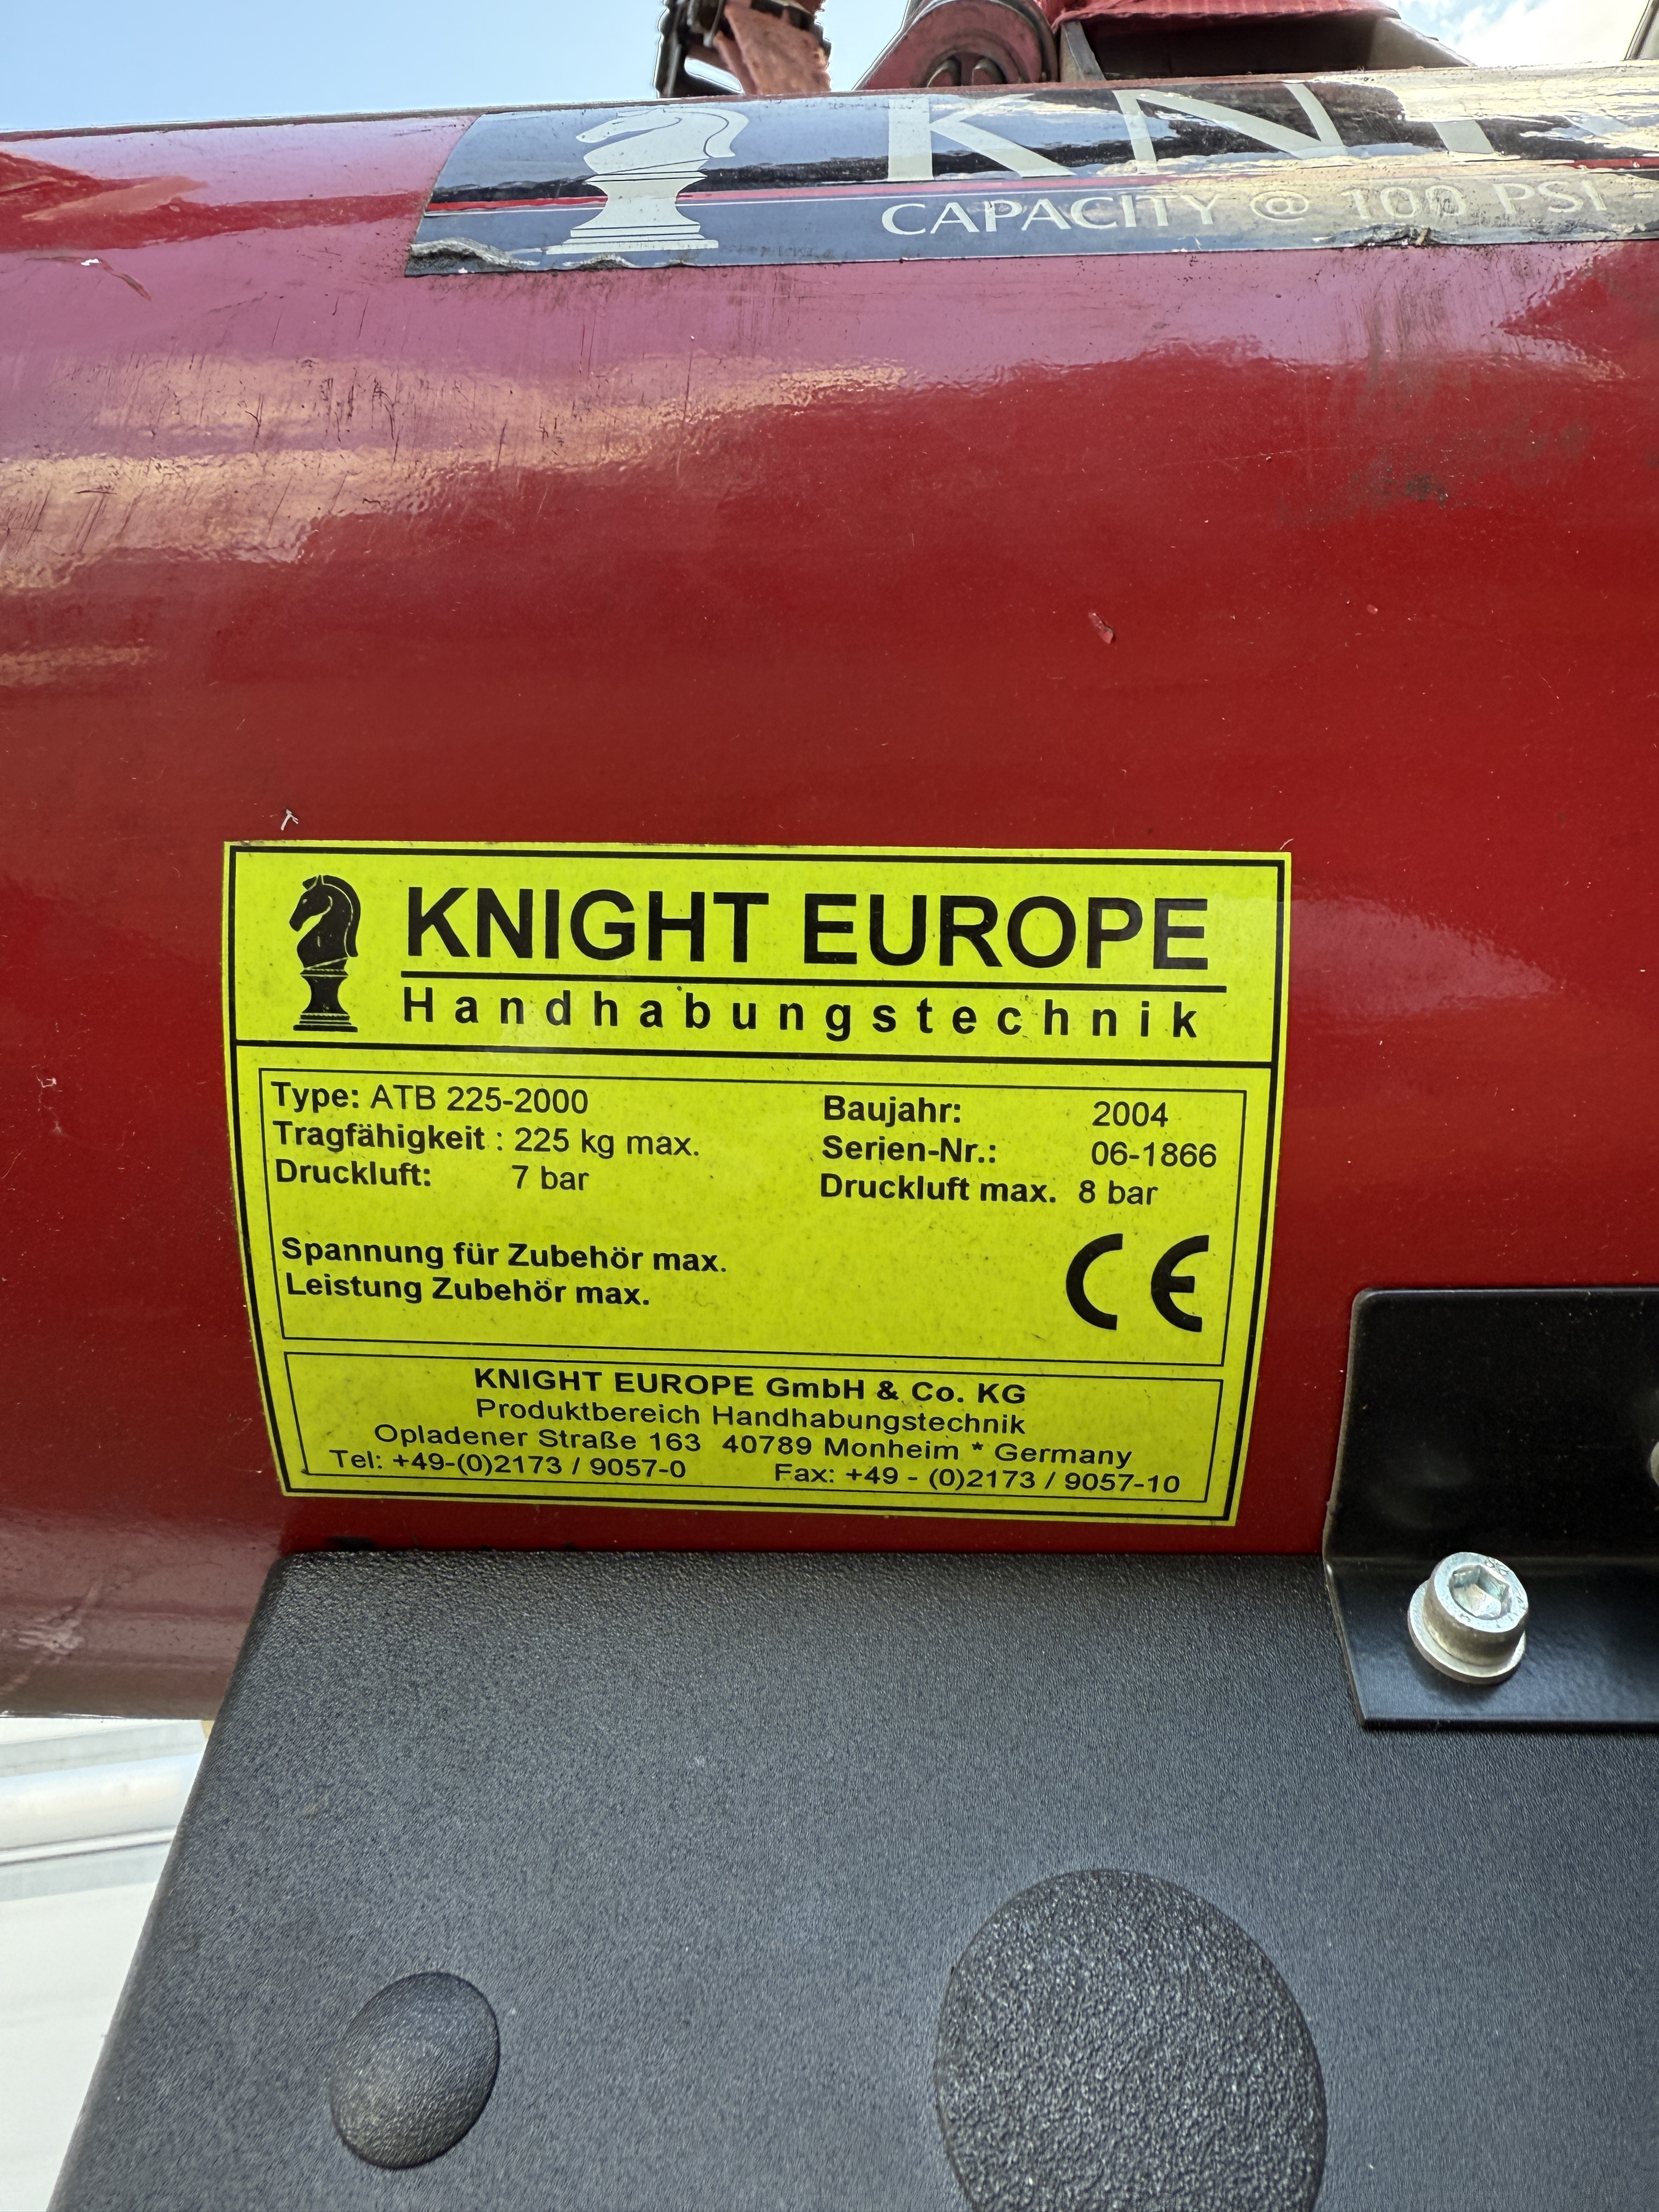 KNI
CAPACITY @ 100 PSI -
KNIGHT EUROPE
Handhabungstechnik
Type: ATB 225-2000
Tragfähigkeit : 225 kg max.
Druckluft: 7 bar
Baujahr: 2004
Serien-Nr.: 06-1866
Druckluft max. 8 bar
Spannung für Zubehör max.
Leistung Zubehör max.
CE
KNIGHT EUROPE GmbH & Co. KG
Produktbereich Handhabungstechnik
Opladener Straße 163 40789 Monheim * Germany
Tel: +49-(0)2173 / 9057-0 Fax: +49 - (0)2173 / 9057-10